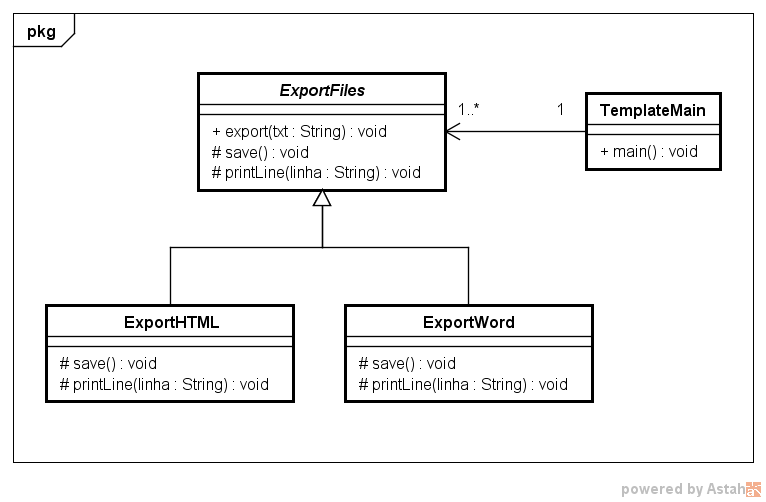 pkg
ExportFiles
+ export(txt : String) : void
# save() : void
# printLine(linha : String) : void
1..*
1
TemplateMain
+ main() : void
ExportHTML
# save() : void
# printLine(linha : String) : void
ExportWord
# save() : void
# printLine(linha : String) : void
powered by Astah